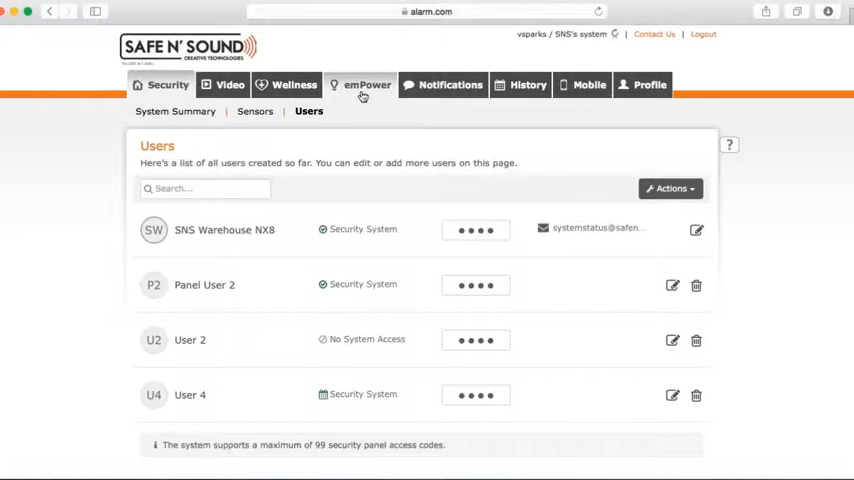 alarm.com
SAFE N' SOUND
CREATIVE TECHNOLOGIES
vsparks / SNS's system | Contact Us | Logout
Security Video Wellness emPower Notifications History Mobile Profile
System Summary | Sensors | Users
?
Users
Here's a list of all users created so far. You can edit or add more users on this page.
Search... Actions
SW SNS Warehouse NX8 Security System systemstatus@safen...
P2 Panel User 2 Security System
U2 User 2 No System Access
U4 User 4 Security System
i The system supports a maximum of 99 security panel access codes.